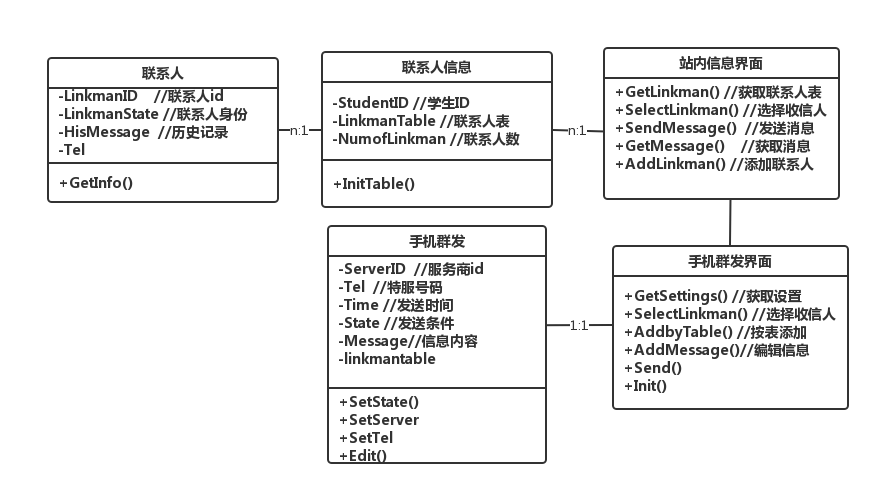 联系人
-LinkmanID    //联系人id
-LinkmanState //联系人身份
-HisMessage  //历史记录
-Tel
+GetInfo()
n:1
联系人信息
-StudentID //学生ID
-LinkmanTable //联系人表
-NumofLinkman //联系人数
+InitTable()
n:1
站内信息界面
+GetLinkman() //获取联系人表
+SelectLinkman() //选择收信人
+SendMessage()  //发送消息
+GetMessage()    //获取消息
+AddLinkman() //添加联系人
手机群发
-ServerID  //服务商id
-Tel  //特服号码
-Time //发送时间
-State //发送条件
-Message//信息内容
-linkmantable
+SetState()
+SetServer
+SetTel
+Edit()
1:1
手机群发界面
+GetSettings() //获取设置
+SelectLinkman() //选择收信人
+AddbyTable() //按表添加
+AddMessage()//编辑信息
+Send()
+Init()